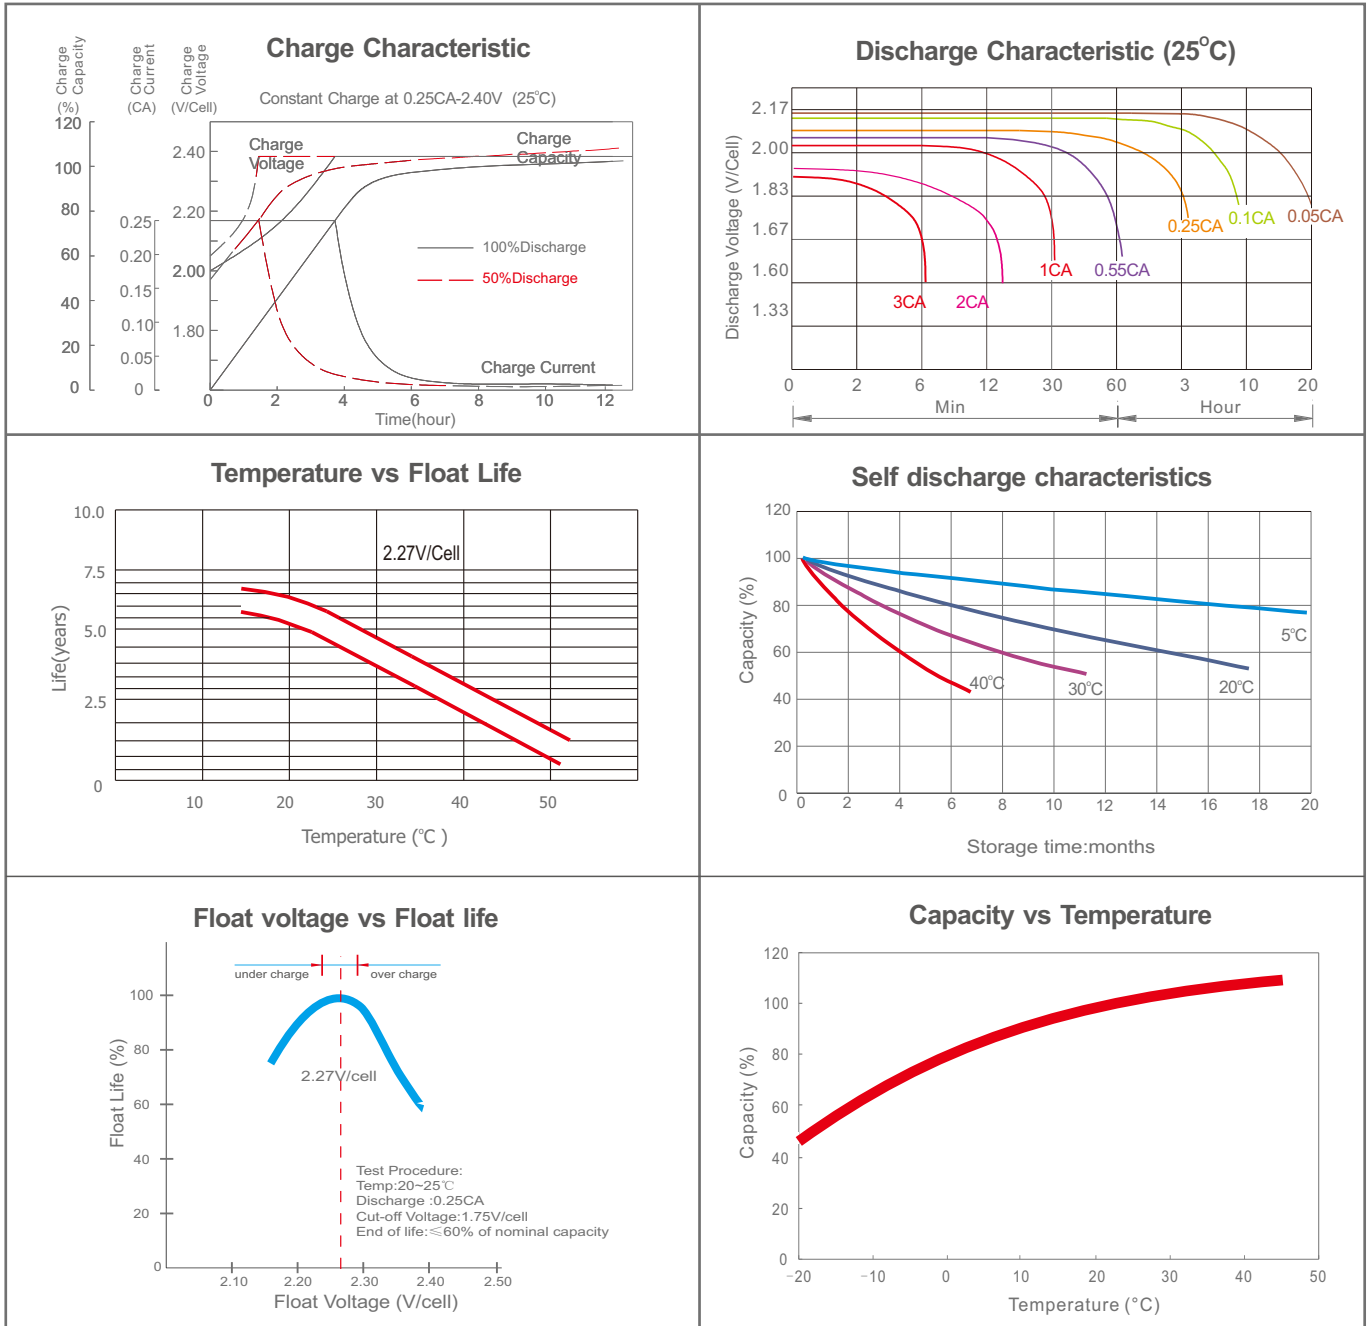 Charge Characteristic
Charge
Capacity
(%)
Charge
Current
(CA)
Charge
Voltage
(V/Cell)
Constant Charge at 0.25CA-2.40V (25°C)
120
100
80
60
40
20
0
0.25
0.20
0.15
0.10
0.05
0
2.40
2.20
2.00
1.80
Charge
Voltage
Charge
Capacity
100%Discharge
50%Discharge
Charge Current
0 2 4 6 8 10 12
Time(hour)
Discharge Characteristic (25°C)
Discharge Voltage (V/Cell)
2.17
2.00
1.83
1.67
1.60
1.33
3CA
2CA
1CA
0.55CA
0.25CA
0.1CA
0.05CA
0 2 6 12 30 60 3 10 20
Min Hour
Temperature vs Float Life
Life(years)
10.0
7.5
5.0
2.5
0
2.27V/Cell
10 20 30 40 50
Temperature (°C )
Self discharge characteristics
Capacity (%)
120
100
80
60
40
20
0
5°C
20°C
30°C
40°C
0 2 4 6 8 10 12 14 16 18 20
Storage time:months
Float voltage vs Float life
under charge over charge
Float Life (%)
100
80
60
40
20
0
2.27V/cell
Test Procedure:
Temp:20~25℃
Discharge :0.25CA
Cut-off Voltage:1.75V/cell
End of life:≤60% of nominal capacity
2.10 2.20 2.30 2.40 2.50
Float Voltage (V/cell)
Capacity vs Temperature
Capacity (%)
120
100
80
60
40
20
0
−20 −10 0 10 20 30 40 50
Temperature (°C)